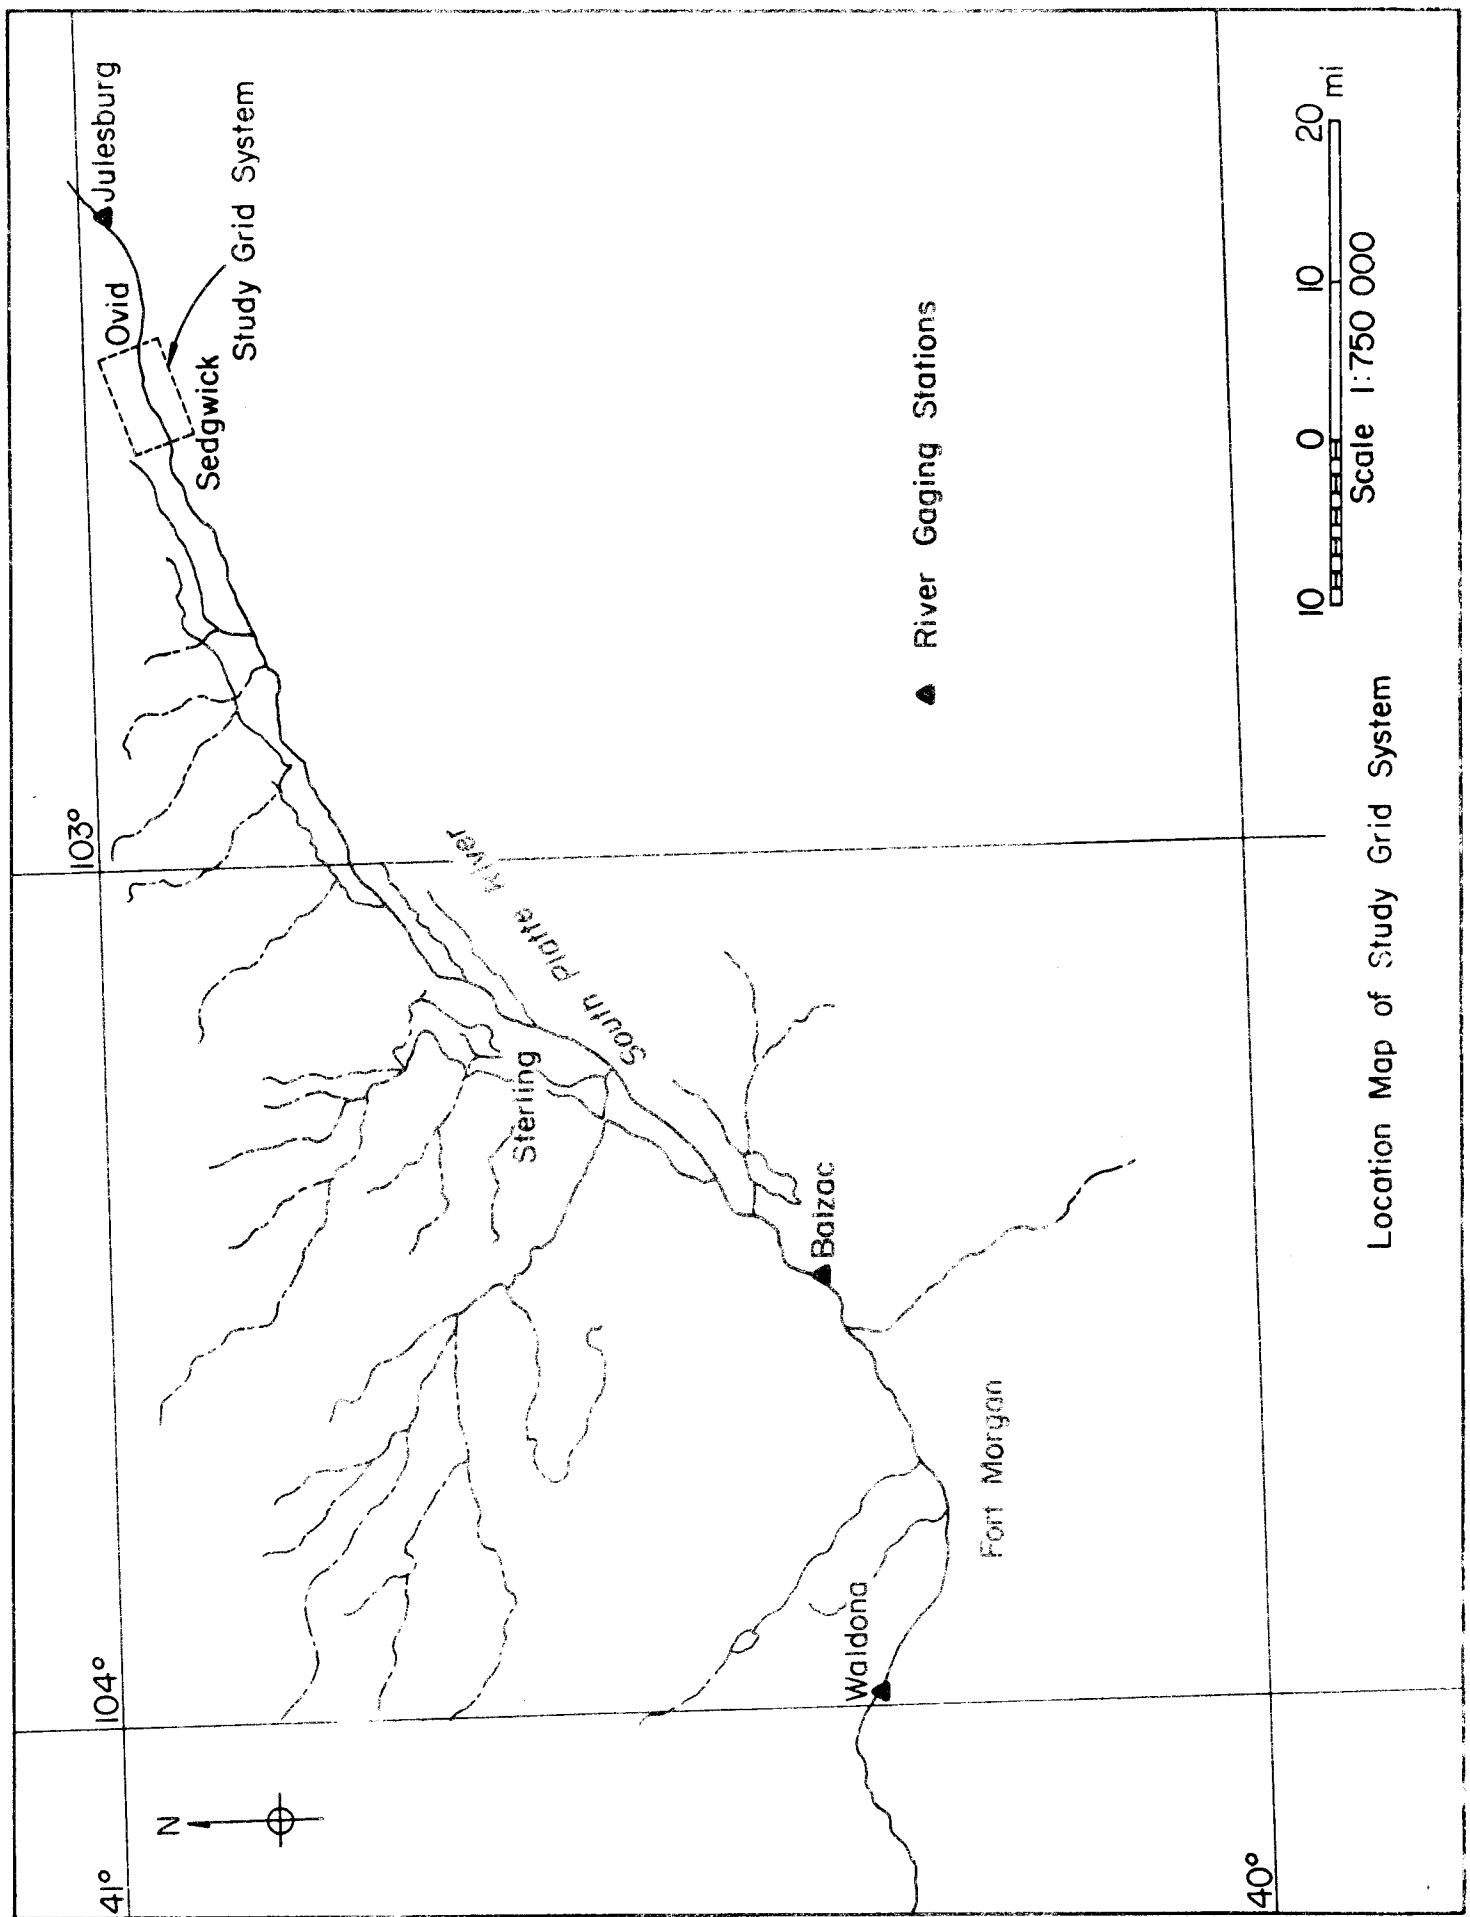 41°
104°
103°
N
Julesburg
Ovid
Sedgwick
Study Grid System
South Platte River
Sterling
Balzac
Waldona
Fort Morgan
River Gaging Stations
40°
10 0 10 20 mi
Scale 1:750 000
Location Map of Study Grid System